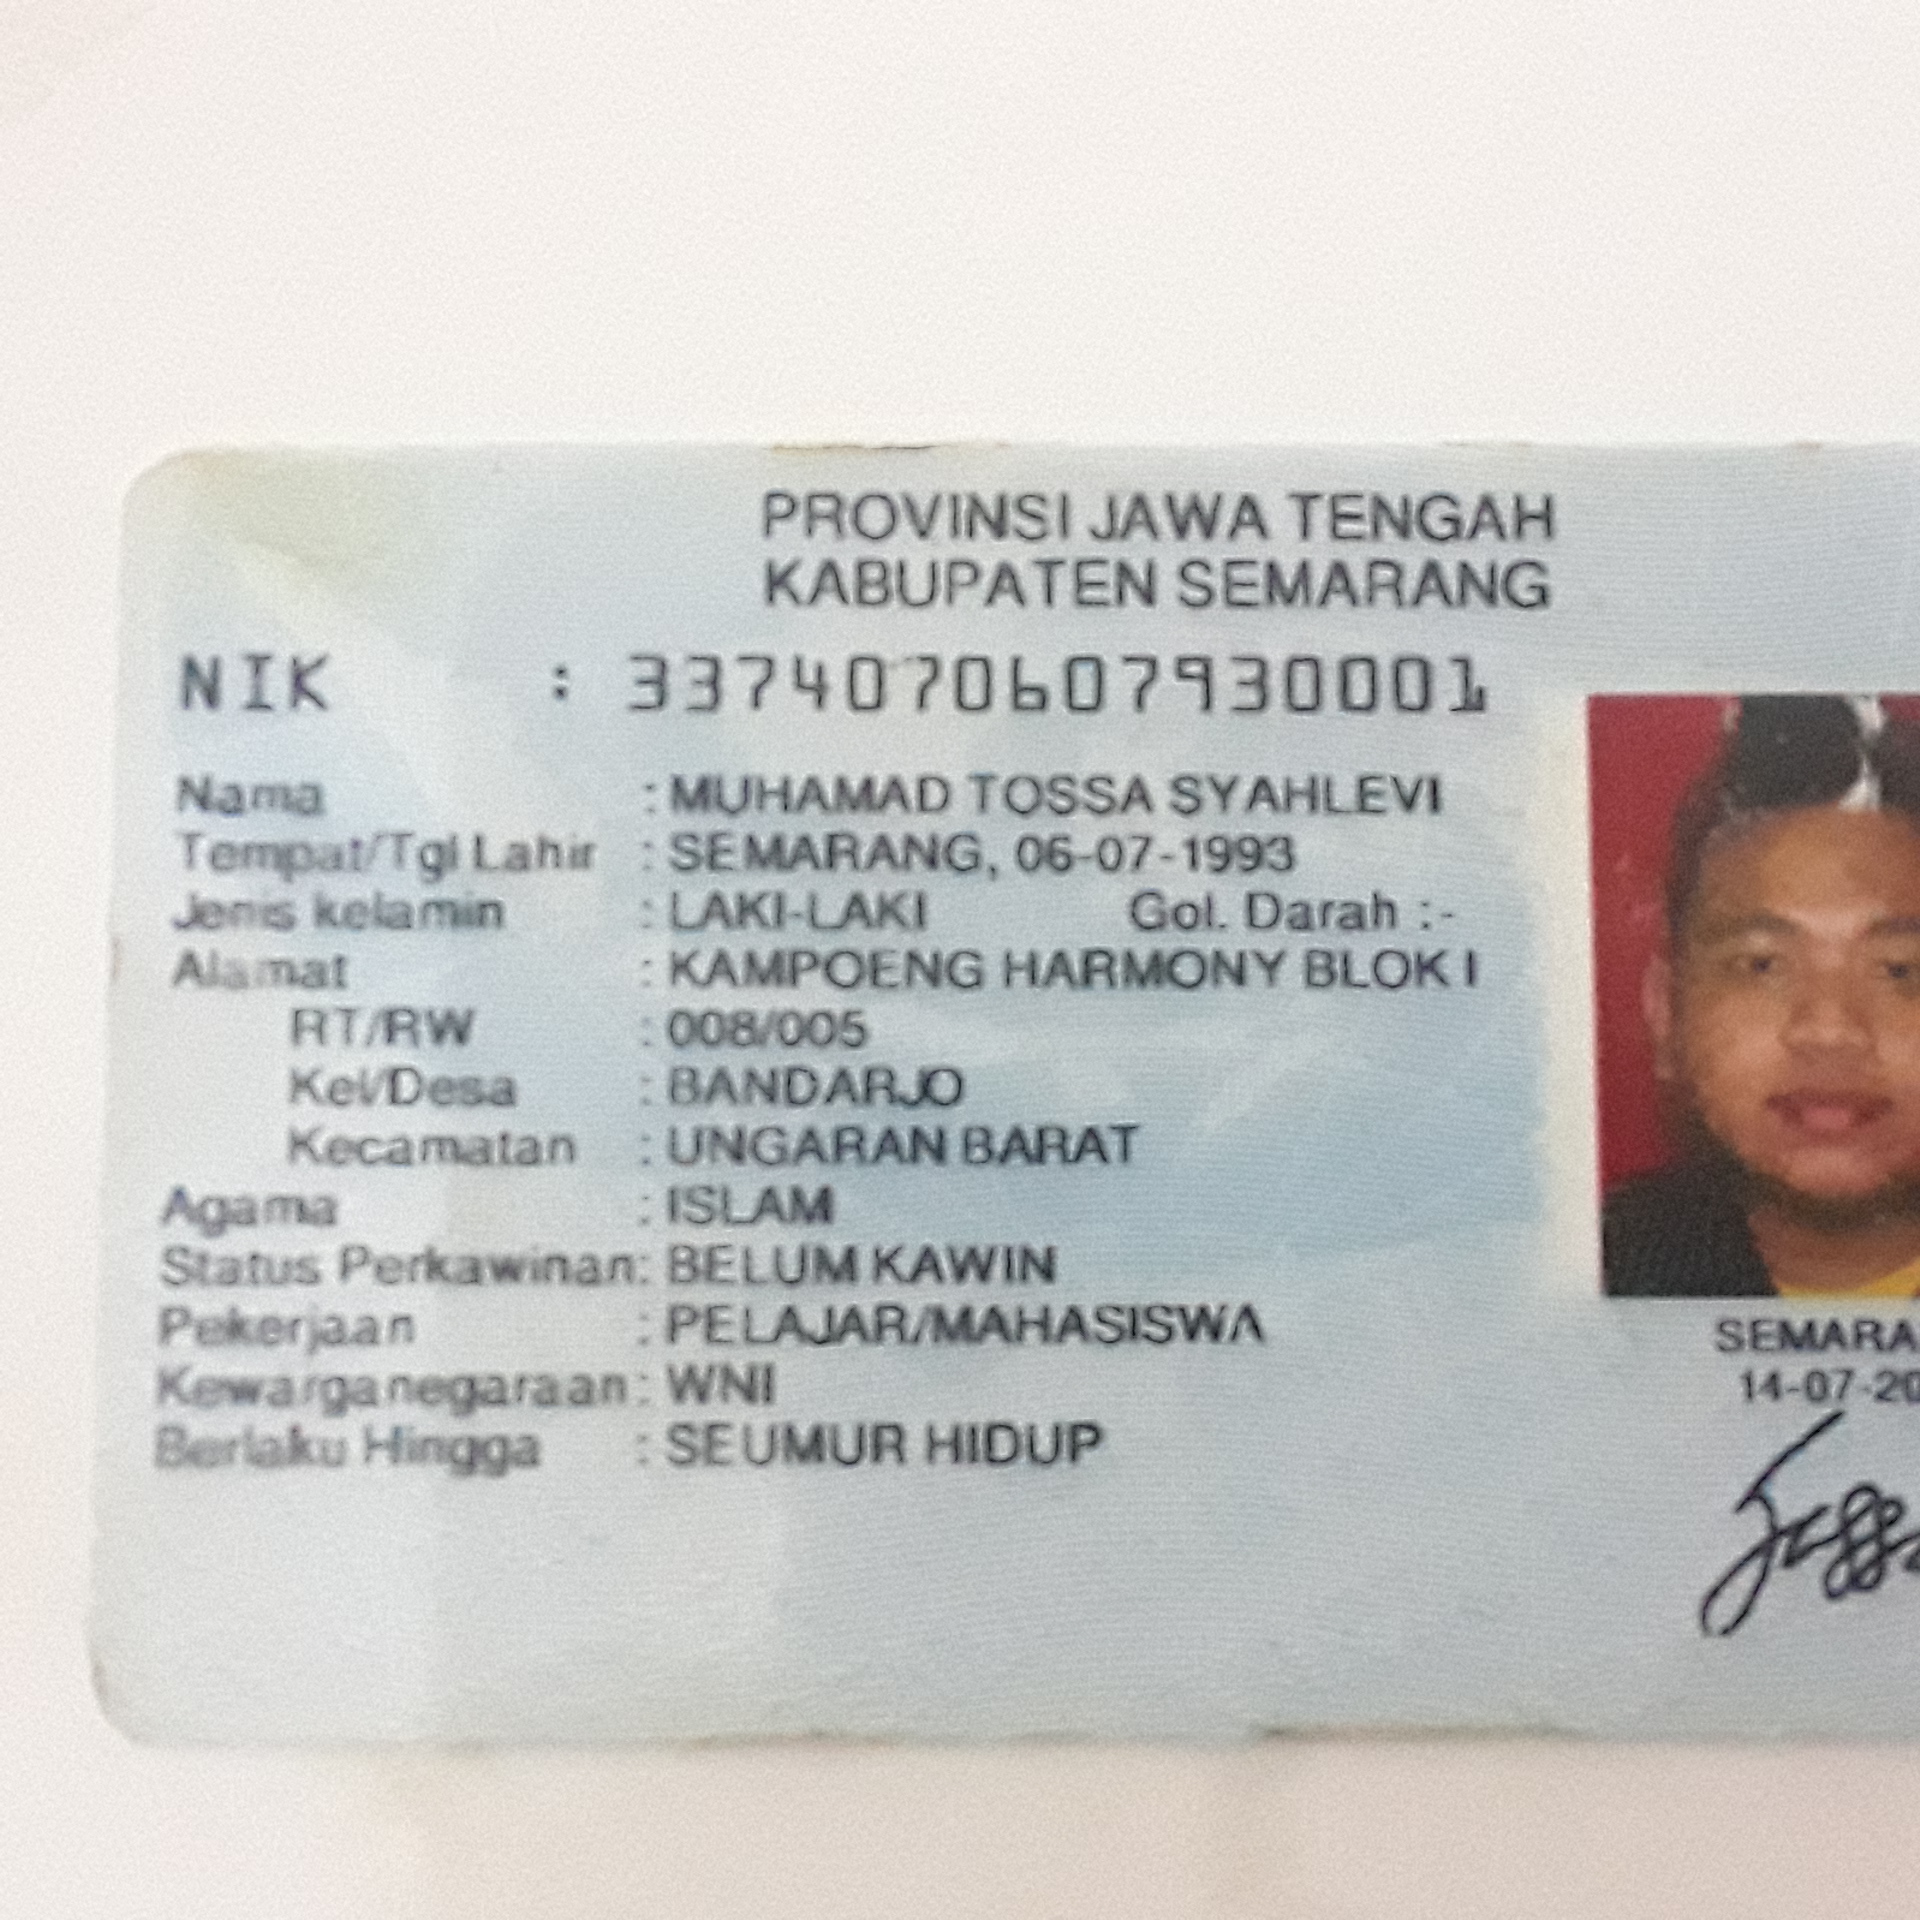 PROVINSI JAWA TENGAH
KABUPATEN SEMARANG
NIK : 3374070607930001
Nama : MUHAMAD TOSSA SYAHLEVI
Tempat/Tgl Lahir : SEMARANG, 06-07-1993
Jenis kelamin : LAKI-LAKI Gol. Darah :-
Alamat : KAMPOENG HARMONY BLOK I
RT/RW : 008/005
Kel/Desa : BANDARJO
Kecamatan : UNGARAN BARAT
Agama : ISLAM
Status Perkawinan: BELUM KAWIN
Pekerjaan : PELAJAR/MAHASISWA
Kewarganegaraan: WNI
Berlaku Hingga : SEUMUR HIDUP
SEMARA
14-07-20